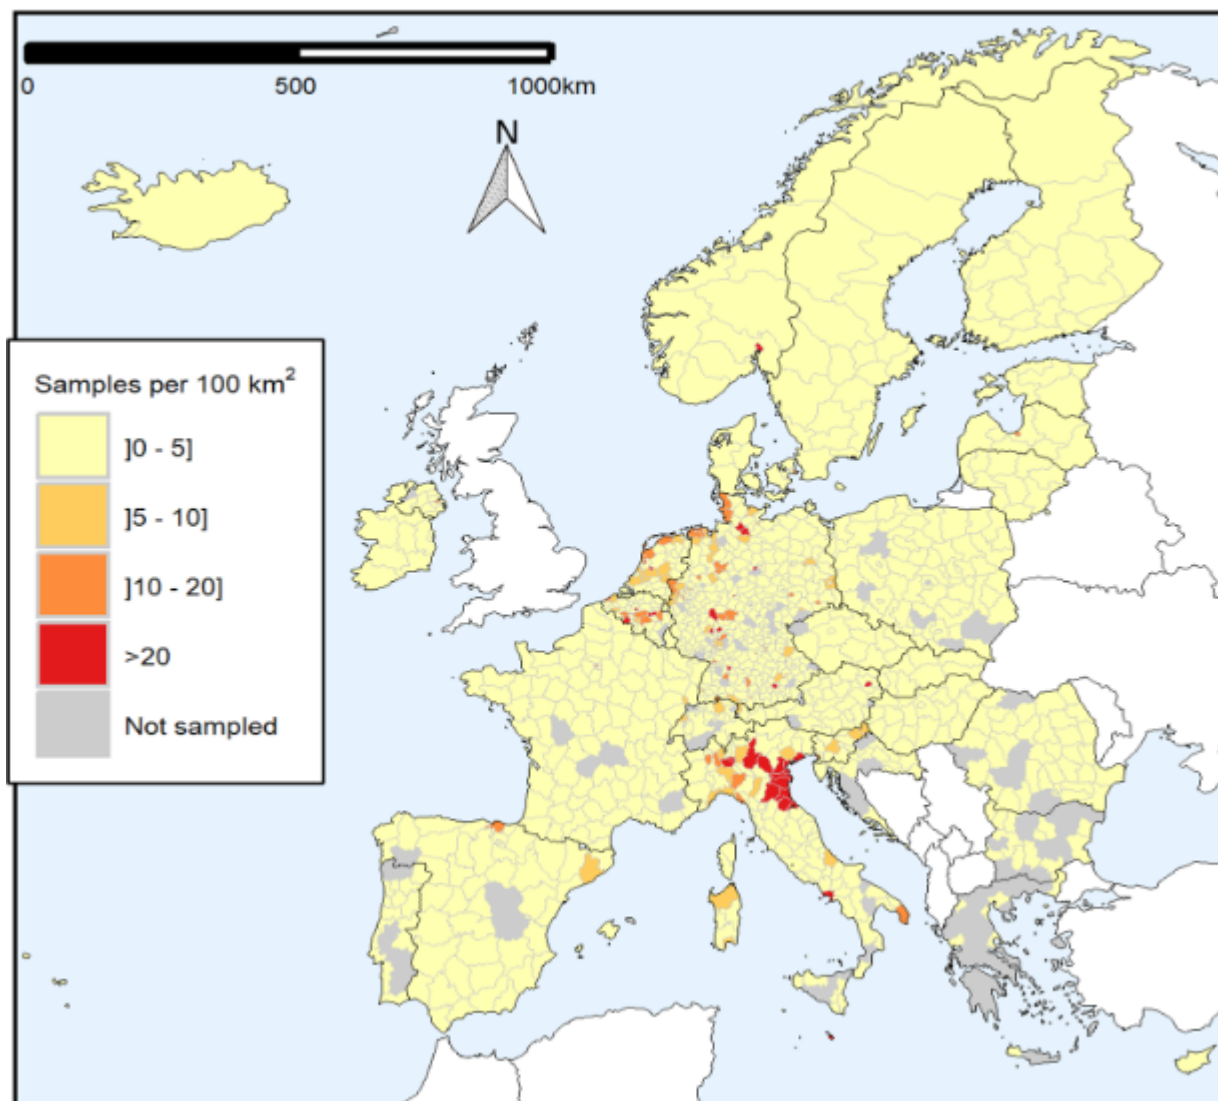 0 500 1000km
N
Samples per 100 km²
]0 - 5]
]5 - 10]
]10 - 20]
>20
Not sampled